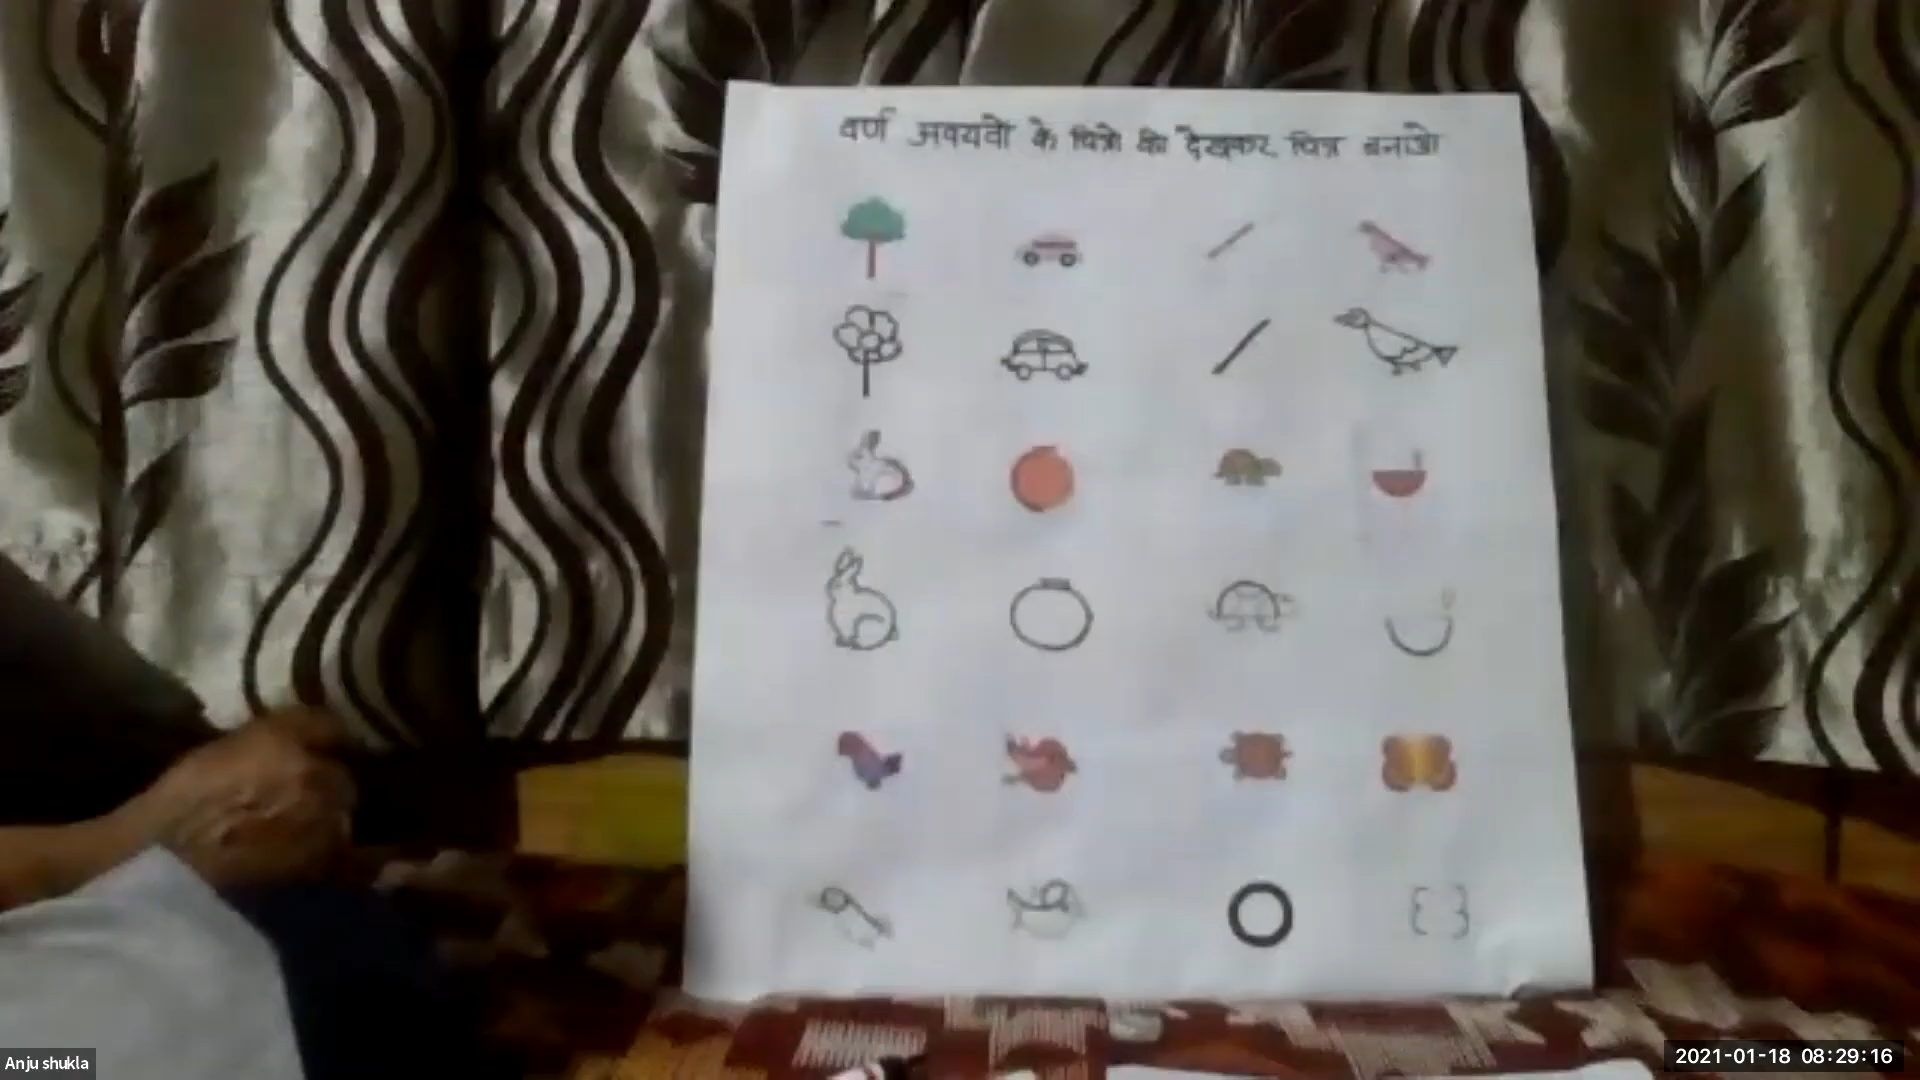 वर्ण अवयवो के चित्रो को देखकर चित्र बनाओ
Anju shukla
2021-01-18 08:29:16